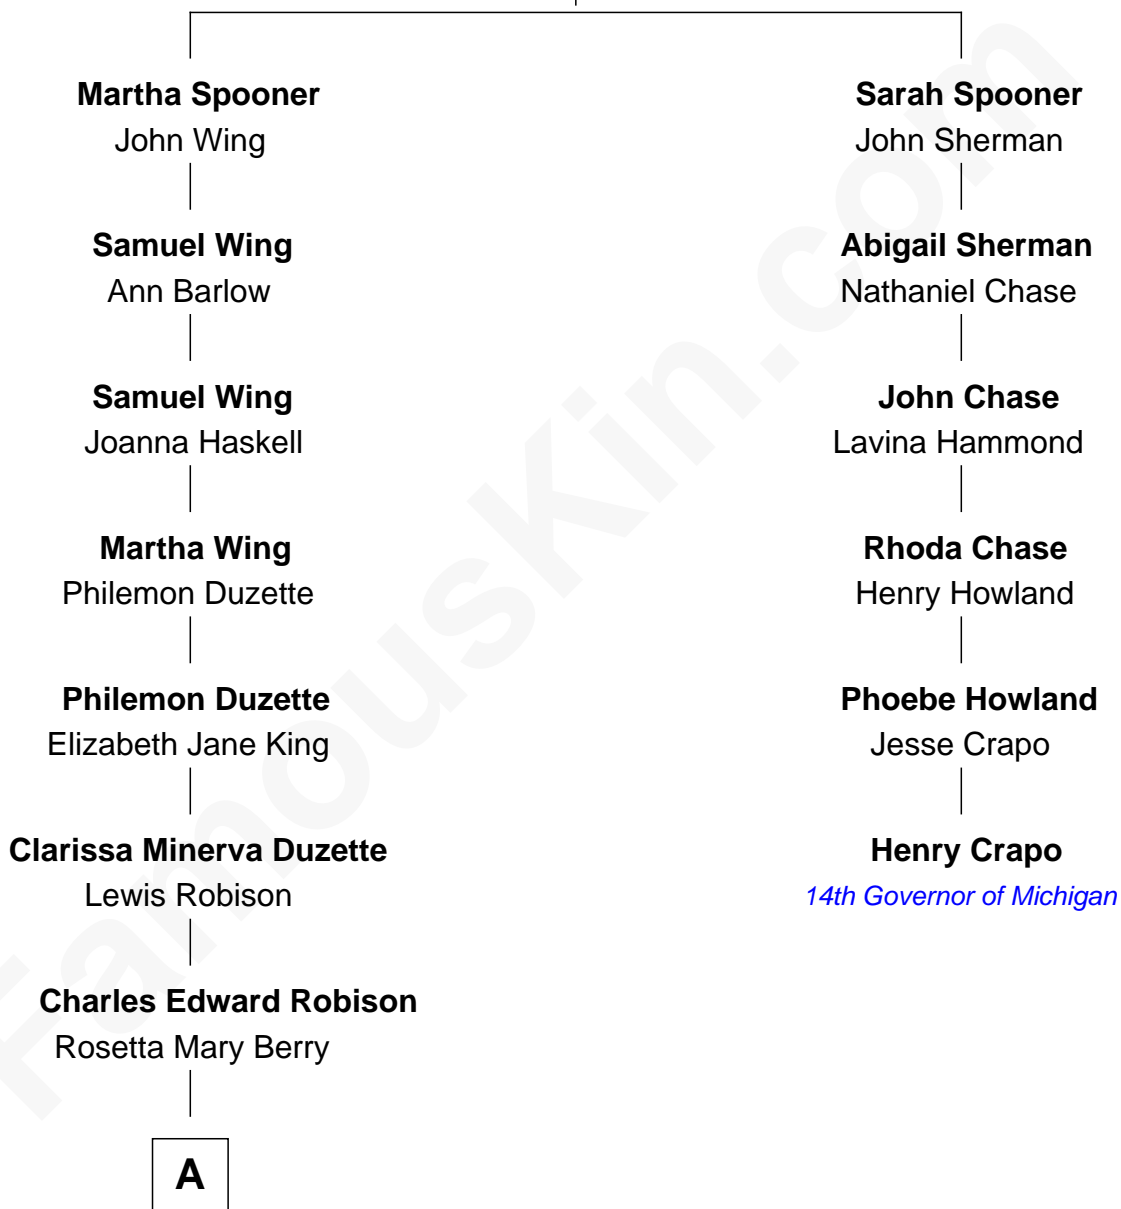 Martha Spooner
John Wing
Sarah Spooner
John Sherman
Samuel Wing
Ann Barlow
Abigail Sherman
Nathaniel Chase
Samuel Wing
Joanna Haskell
John Chase
Lavina Hammond
Martha Wing
Philemon Duzette
Rhoda Chase
Henry Howland
Philemon Duzette
Elizabeth Jane King
Phoebe Howland
Jesse Crapo
Clarissa Minerva Duzette
Lewis Robison
Henry Crapo
14th Governor of Michigan
Charles Edward Robison
Rosetta Mary Berry
A
FamousKin.com